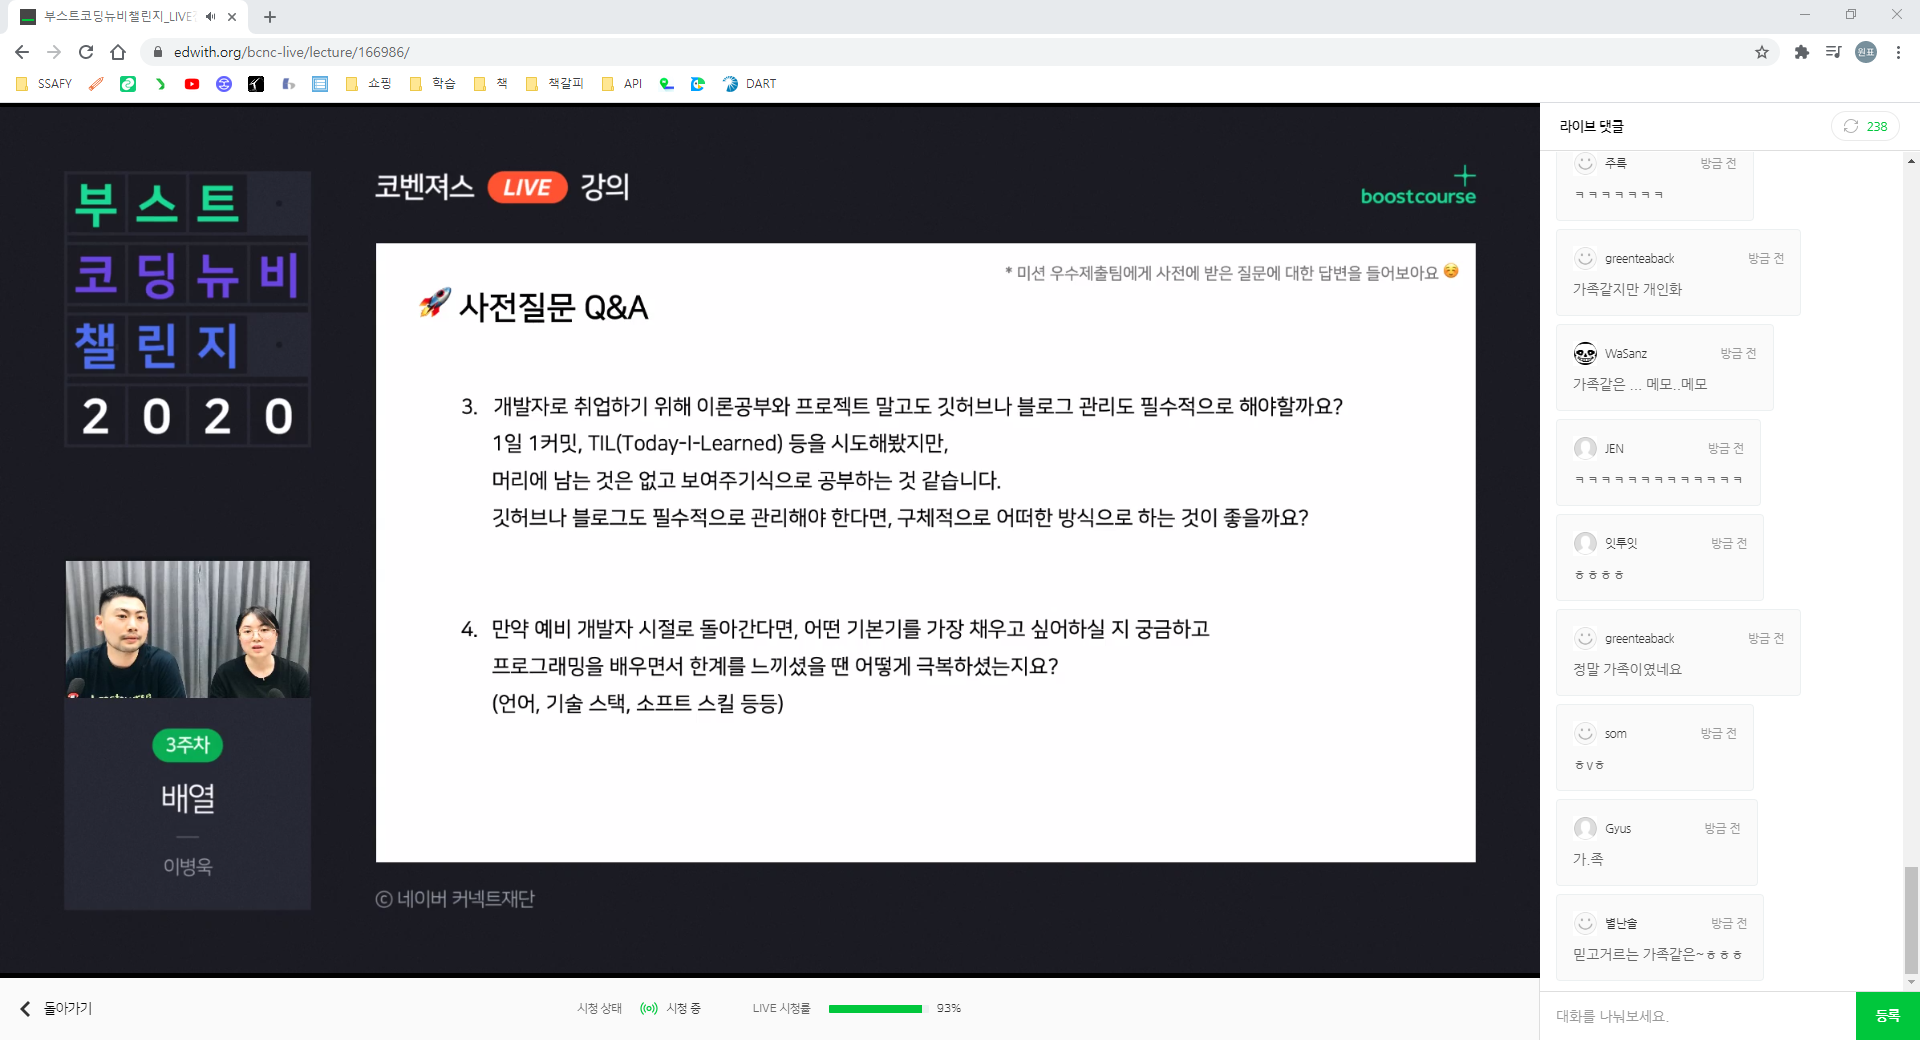 부스트코딩뉴비챌린지_LIVE
edwith.org/bcnc-live/lecture/166986/
원표
SSAFY
쇼핑
학습
책
책갈피
API
DART
부스트
코딩뉴비
챌린지
2020
코벤져스 LIVE 강의
boostcourse
* 미션 우수제출팀에게 사전에 받은 질문에 대한 답변을 들어보아요
사전질문 Q&A
3. 개발자로 취업하기 위해 이론공부와 프로젝트 말고도 깃허브나 블로그 관리도 필수적으로 해야할까요?
1일 1커밋, TIL(Today-I-Learned) 등을 시도해봤지만,
머리에 남는 것은 없고 보여주기식으로 공부하는 것 같습니다.
깃허브나 블로그도 필수적으로 관리해야 한다면, 구체적으로 어떠한 방식으로 하는 것이 좋을까요?
4. 만약 예비 개발자 시절로 돌아간다면, 어떤 기본기를 가장 채우고 싶어하실 지 궁금하고
프로그래밍을 배우면서 한계를 느끼셨을 땐 어떻게 극복하셨는지요?
(언어, 기술 스택, 소프트 스킬 등등)
3주차
배열
이병욱
ⓒ 네이버 커넥트재단
돌아가기
시청 상태
시청 중
LIVE 시청률
93%
라이브 댓글
238
주륵 방금 전
ㅋㅋㅋㅋㅋㅋㅋ
greenteaback 방금 전
가족같지만 개인화
WaSanz 방금 전
가족같은 ... 메모..메모
JEN 방금 전
ㅋㅋㅋㅋㅋㅋㅋㅋㅋㅋㅋㅋㅋ
잇투잇 방금 전
ㅎㅎㅎㅎ
greenteaback 방금 전
정말 가족이였네요
som 방금 전
ㅎvㅎ
Gyus 방금 전
가.족
별난솔 방금 전
믿고거르는 가족같은~ㅎㅎㅎ
대화를 나눠보세요.
등록